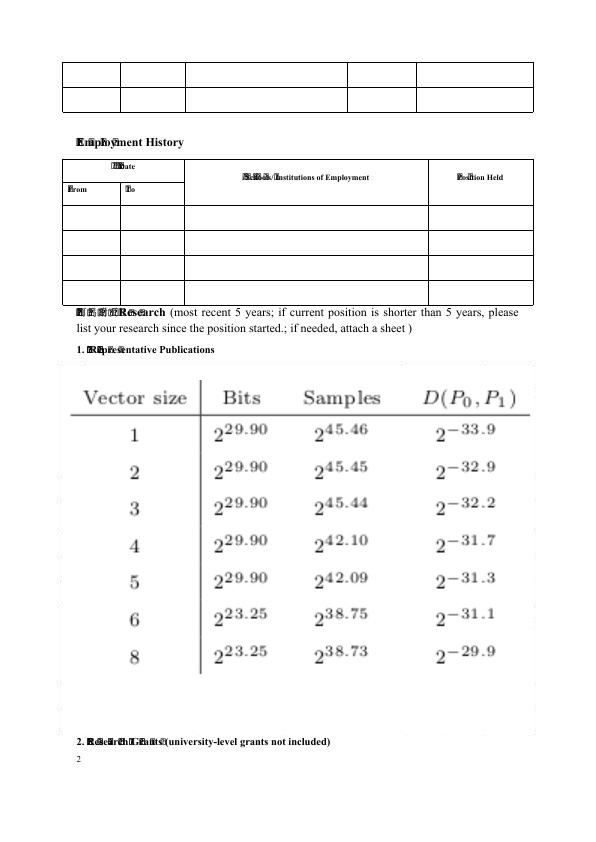 Employment History
Date
Schools/Institutions of Employment
Position Held
From
To
Research (most recent 5 years; if current position is shorter than 5 years, please
list your research since the position started.; if needed, attach a sheet )
1. Representative Publications
Vector size Bits Samples D(P₀, P₁)
1 2^29.90 2^45.46 2^−33.9
2 2^29.90 2^45.45 2^−32.9
3 2^29.90 2^45.44 2^−32.2
4 2^29.90 2^42.10 2^−31.7
5 2^29.90 2^42.09 2^−31.3
6 2^23.25 2^38.75 2^−31.1
8 2^23.25 2^38.73 2^−29.9
2. Research Grants (university-level grants not included)
2